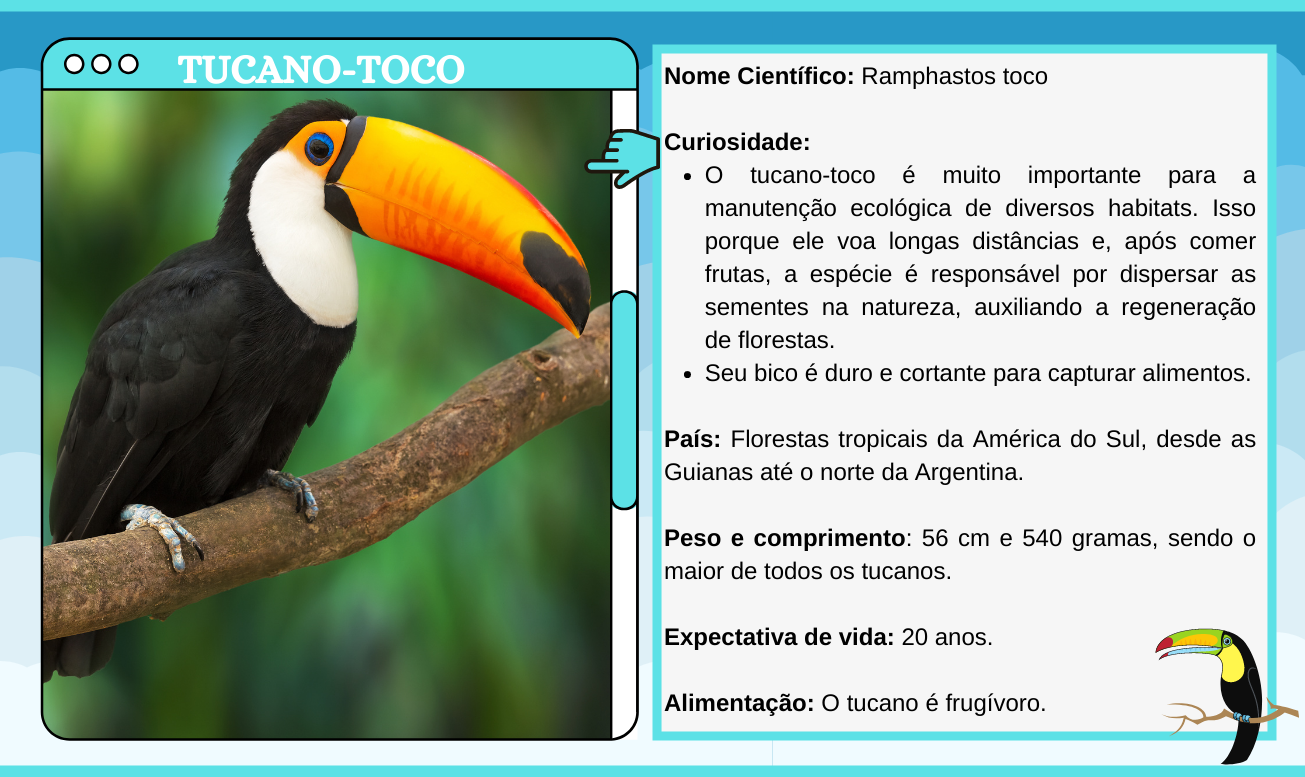 TUCANO-TOCO
Nome Científico: Ramphastos toco
Curiosidade:
• O tucano-toco é muito importante para a
manutenção ecológica de diversos habitats. Isso
porque ele voa longas distâncias e, após comer
frutas, a espécie é responsável por dispersar as
sementes na natureza, auxiliando a regeneração
de florestas.
• Seu bico é duro e cortante para capturar alimentos.
País: Florestas tropicais da América do Sul, desde as
Guianas até o norte da Argentina.
Peso e comprimento: 56 cm e 540 gramas, sendo o
maior de todos os tucanos.
Expectativa de vida: 20 anos.
Alimentação: O tucano é frugívoro.